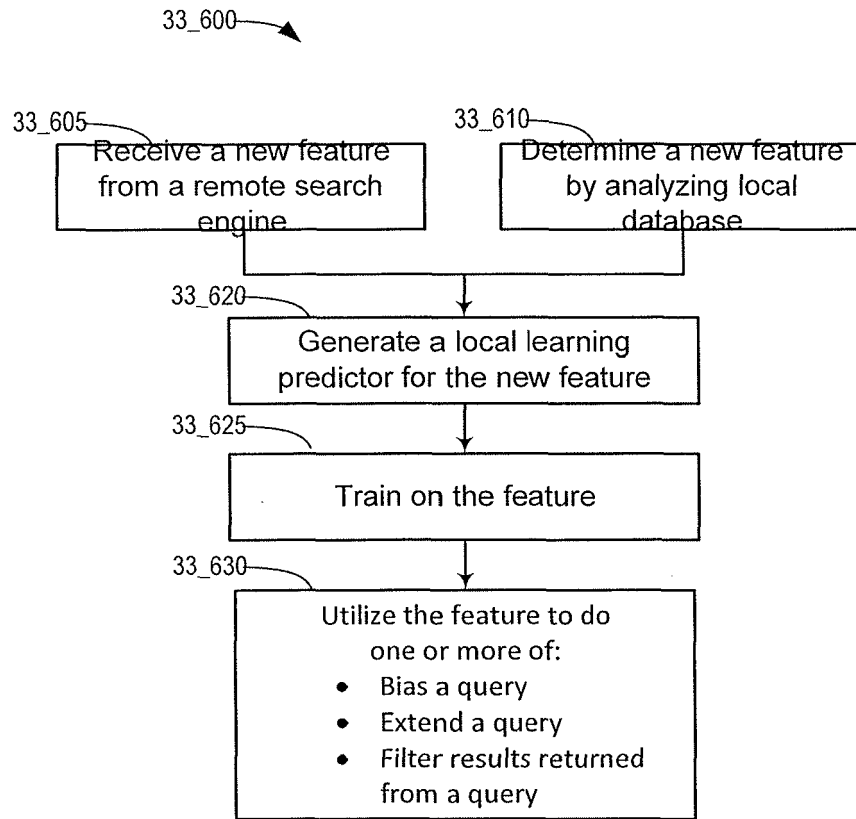 33_600
33_605
Receive a new feature
from a remote search
engine
33_610
Determine a new feature
by analyzing local
database
33_620
Generate a local learning
predictor for the new feature
33_625
Train on the feature
33_630
Utilize the feature to do
one or more of:
• Bias a query
• Extend a query
• Filter results returned
from a query